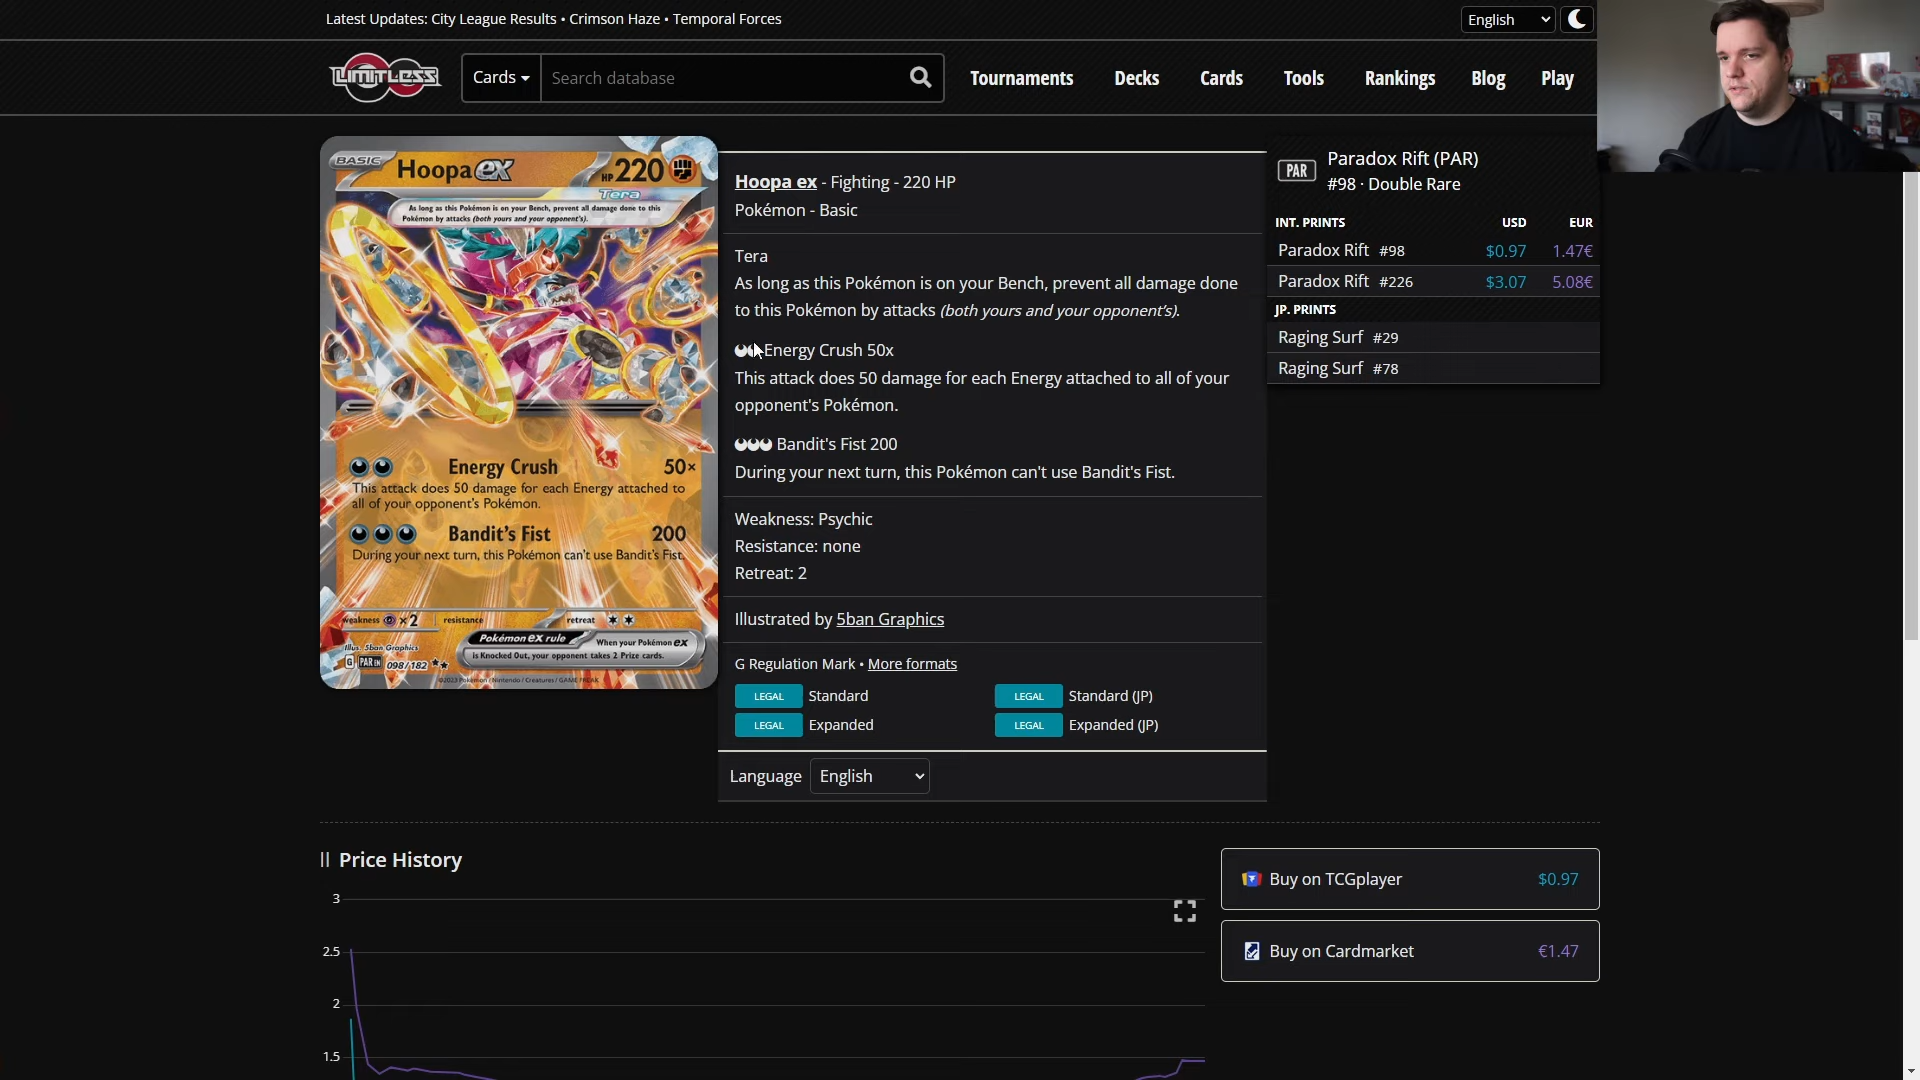 Latest Updates: City League Results • Crimson Haze • Temporal Forces
English
LIMITLESS
Cards
Search database
Tournaments
Decks
Cards
Tools
Rankings
Blog
Play
BASIC
Hoopa ex
HP 220
Tera
As long as this Pokémon is on your Bench, prevent all damage done to this
Pokémon by attacks (both yours and your opponent's).
Energy Crush 50×
This attack does 50 damage for each Energy attached to
all of your opponent's Pokémon.
Bandit's Fist 200
During your next turn, this Pokémon can't use Bandit's Fist.
weakness ×2 resistance retreat
Pokémon ex rule
When your Pokémon ex
is Knocked Out, your opponent takes 2 Prize cards.
Illus. 5ban Graphics
G PAR EN 098/182
©2023 Pokémon / Nintendo / Creatures / GAME FREAK
Hoopa ex - Fighting - 220 HP
Pokémon - Basic
Tera
As long as this Pokémon is on your Bench, prevent all damage done
to this Pokémon by attacks (both yours and your opponent's).
Energy Crush 50x
This attack does 50 damage for each Energy attached to all of your
opponent's Pokémon.
Bandit's Fist 200
During your next turn, this Pokémon can't use Bandit's Fist.
Weakness: Psychic
Resistance: none
Retreat: 2
Illustrated by 5ban Graphics
G Regulation Mark • More formats
LEGAL Standard
LEGAL Standard (JP)
LEGAL Expanded
LEGAL Expanded (JP)
Language English
PAR
Paradox Rift (PAR)
#98 · Double Rare
INT. PRINTS USD EUR
Paradox Rift #98 $0.97 1.47€
Paradox Rift #226 $3.07 5.08€
JP. PRINTS
Raging Surf #29
Raging Surf #78
Price History
3
2.5
2
1.5
Buy on TCGplayer $0.97
Buy on Cardmarket €1.47